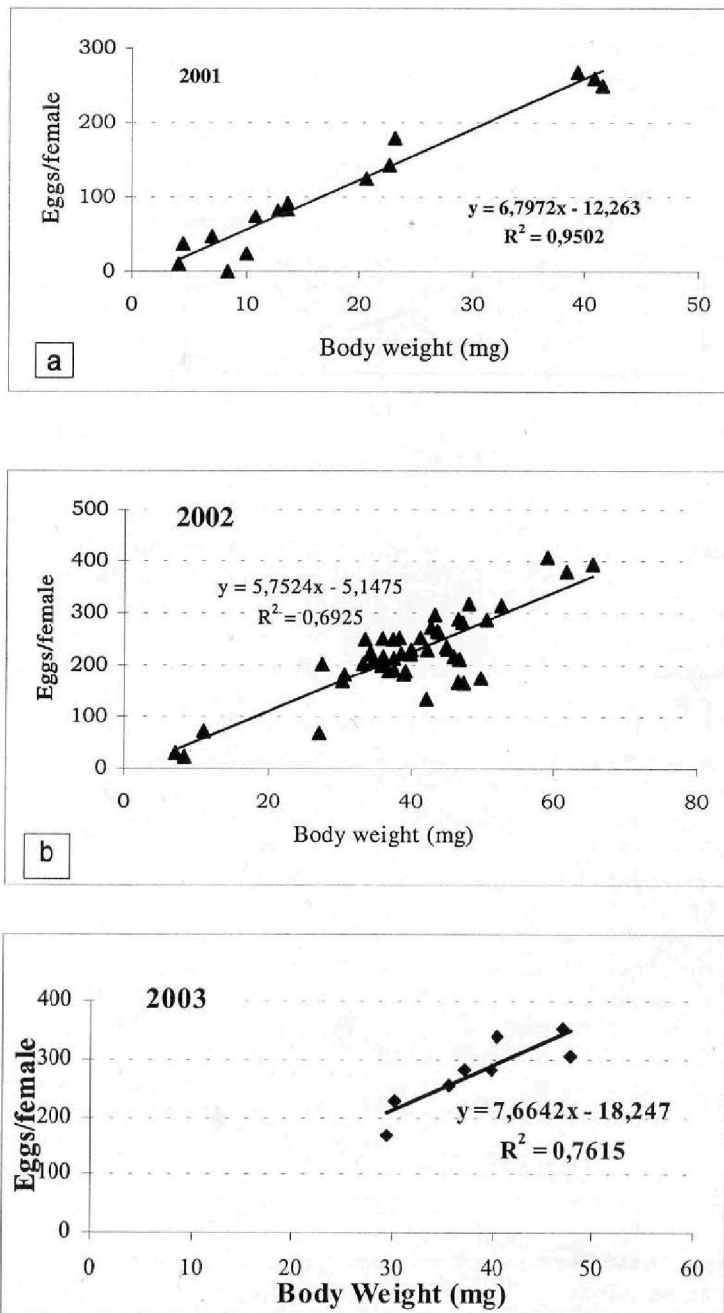 300
2001
200
100
0
Eggs/female
y = 6,7972x - 12,263
R² = 0,9502
0 10 20 30 40 50
Body weight (mg)
a
500
2002
400
y = 5,7524x - 5,1475
300
R² = 0,6925
200
100
0
Eggs/female
0 20 40 60 80
Body weight (mg)
b
400
2003
300
200
y = 7,6642x - 18,247
R² = 0,7615
100
0
Eggs/female
0 10 20 30 40 50 60
Body Weight (mg)